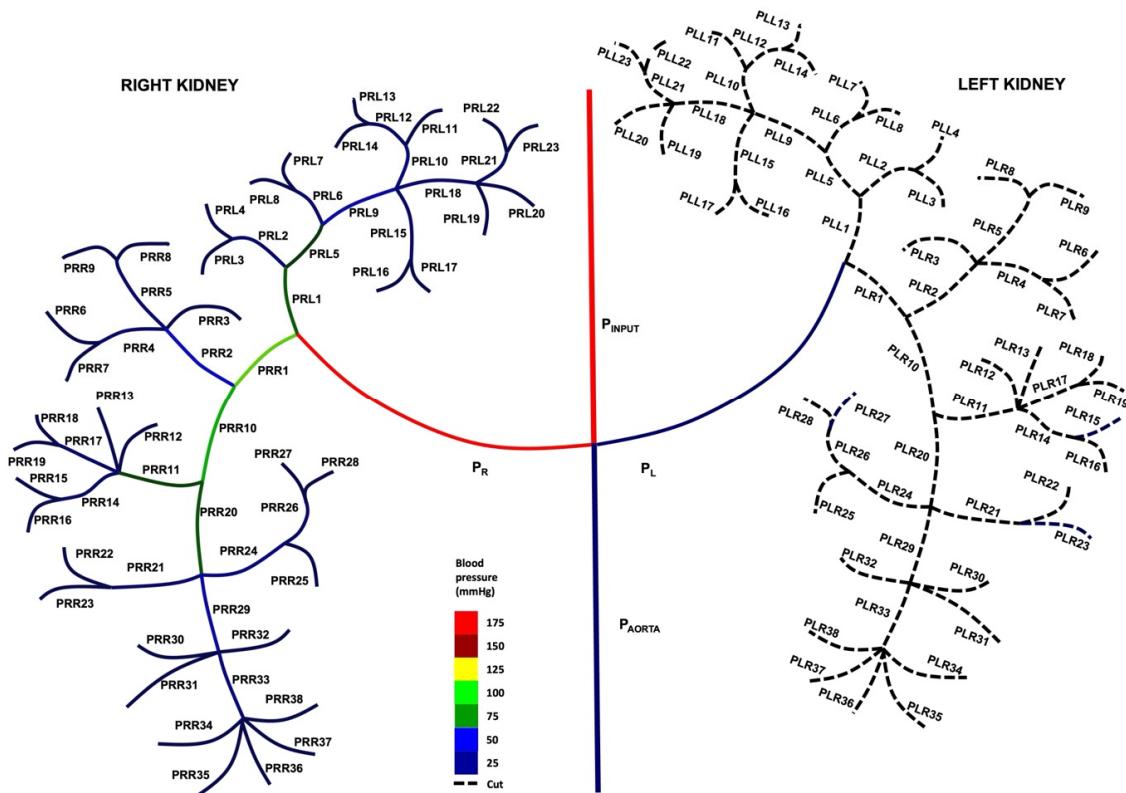 RIGHT KIDNEY
LEFT KIDNEY
PRL13
PRL12
PRL11
PRL14
PRL10
PRL22
PRL21
PRL23
PRL18
PRL19
PRL20
PRL7
PRL8
PRL6
PRL9
PRL15
PRL16
PRL17
PRL4
PRL2
PRL3
PRL5
PRL1
PRR8
PRR9
PRR5
PRR6
PRR3
PRR4
PRR7
PRR2
PRR1
PRR10
PRR13
PRR18
PRR17
PRR12
PRR19
PRR15
PRR11
PRR14
PRR16
PRR20
PRR27
PRR28
PRR26
PRR24
PRR25
PRR22
PRR21
PRR23
PRR29
PRR30
PRR32
PRR31
PRR33
PRR38
PRR34
PRR37
PRR36
PRR35
P_R
P_L
P_INPUT
P_AORTA
Blood
pressure
(mmHg)
175
150
125
100
75
50
25
Cut
PLL13
PLL12
PLL11
PLL14
PLL10
PLL22
PLL23
PLL21
PLL18
PLL20
PLL19
PLL9
PLL15
PLL17
PLL16
PLL7
PLL6
PLL8
PLL5
PLL4
PLL2
PLL3
PLL1
PLR8
PLR9
PLR5
PLR3
PLR6
PLR4
PLR7
PLR2
PLR1
PLR10
PLR13
PLR18
PLR12
PLR17
PLR19
PLR11
PLR15
PLR14
PLR16
PLR27
PLR28
PLR20
PLR26
PLR24
PLR25
PLR22
PLR21
PLR23
PLR29
PLR32
PLR30
PLR31
PLR33
PLR38
PLR34
PLR37
PLR36
PLR35